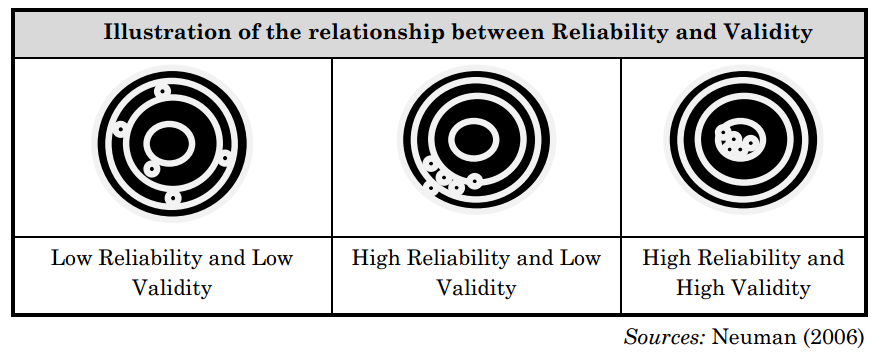 Illustration of the relationship between Reliability and Validity
Low Reliability and Low
Validity
High Reliability and Low
Validity
High Reliability and
High Validity
Sources: Neuman (2006)